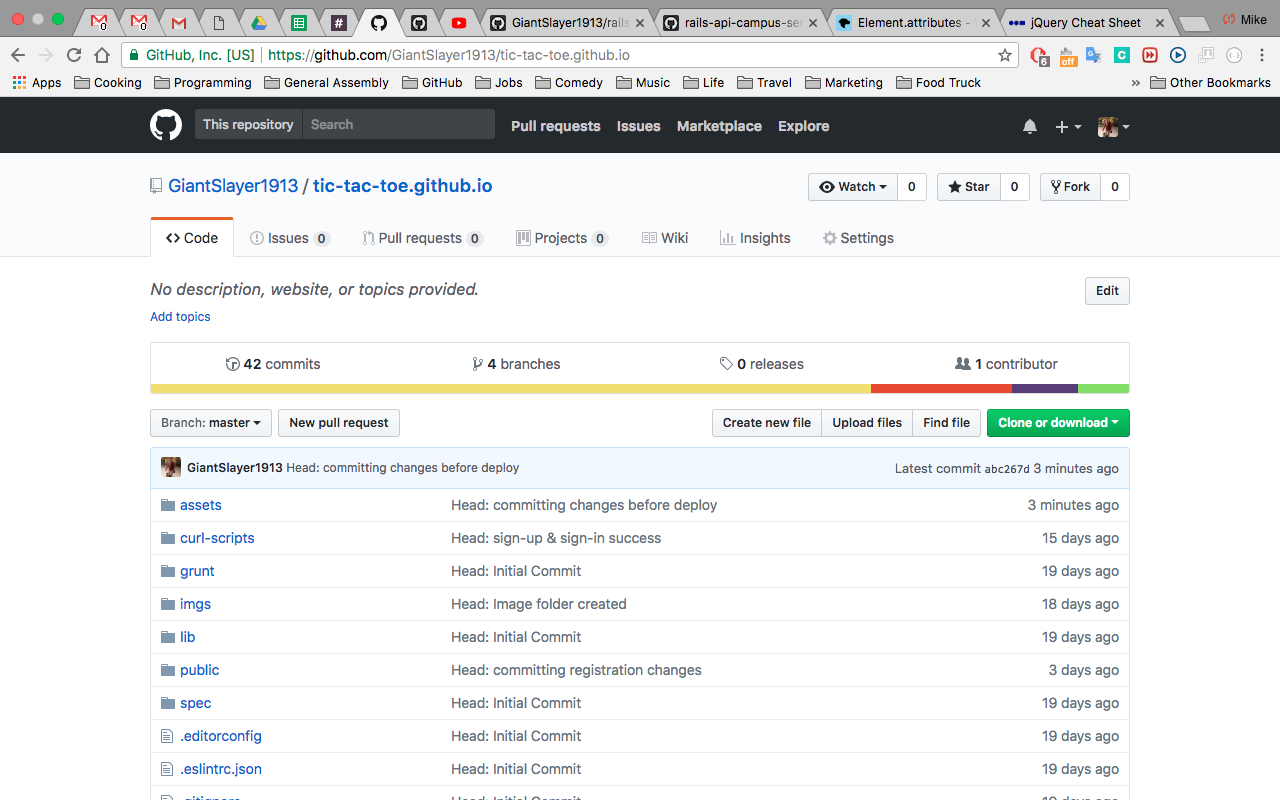 0 0 GiantSlayer1913/rails rails-api-campus-ser Element.attributes - jQuery Cheat Sheet Mike
GitHub, Inc. [US] https://github.com/GiantSlayer1913/tic-tac-toe.github.io 6 off C
Apps Cooking Programming General Assembly GitHub Jobs Comedy Music Life Travel Marketing Food Truck » Other Bookmarks
This repository Search Pull requests Issues Marketplace Explore
GiantSlayer1913 / tic-tac-toe.github.io Watch 0 Star 0 Fork 0
Code Issues 0 Pull requests 0 Projects 0 Wiki Insights Settings
No description, website, or topics provided. Edit
Add topics
42 commits 4 branches 0 releases 1 contributor
Branch: master New pull request Create new file Upload files Find file Clone or download
GiantSlayer1913 Head: committing changes before deploy Latest commit abc267d 3 minutes ago
assets Head: committing changes before deploy 3 minutes ago
curl-scripts Head: sign-up & sign-in success 15 days ago
grunt Head: Initial Commit 19 days ago
imgs Head: Image folder created 18 days ago
lib Head: Initial Commit 19 days ago
public Head: committing registration changes 3 days ago
spec Head: Initial Commit 19 days ago
.editorconfig Head: Initial Commit 19 days ago
.eslintrc.json Head: Initial Commit 19 days ago